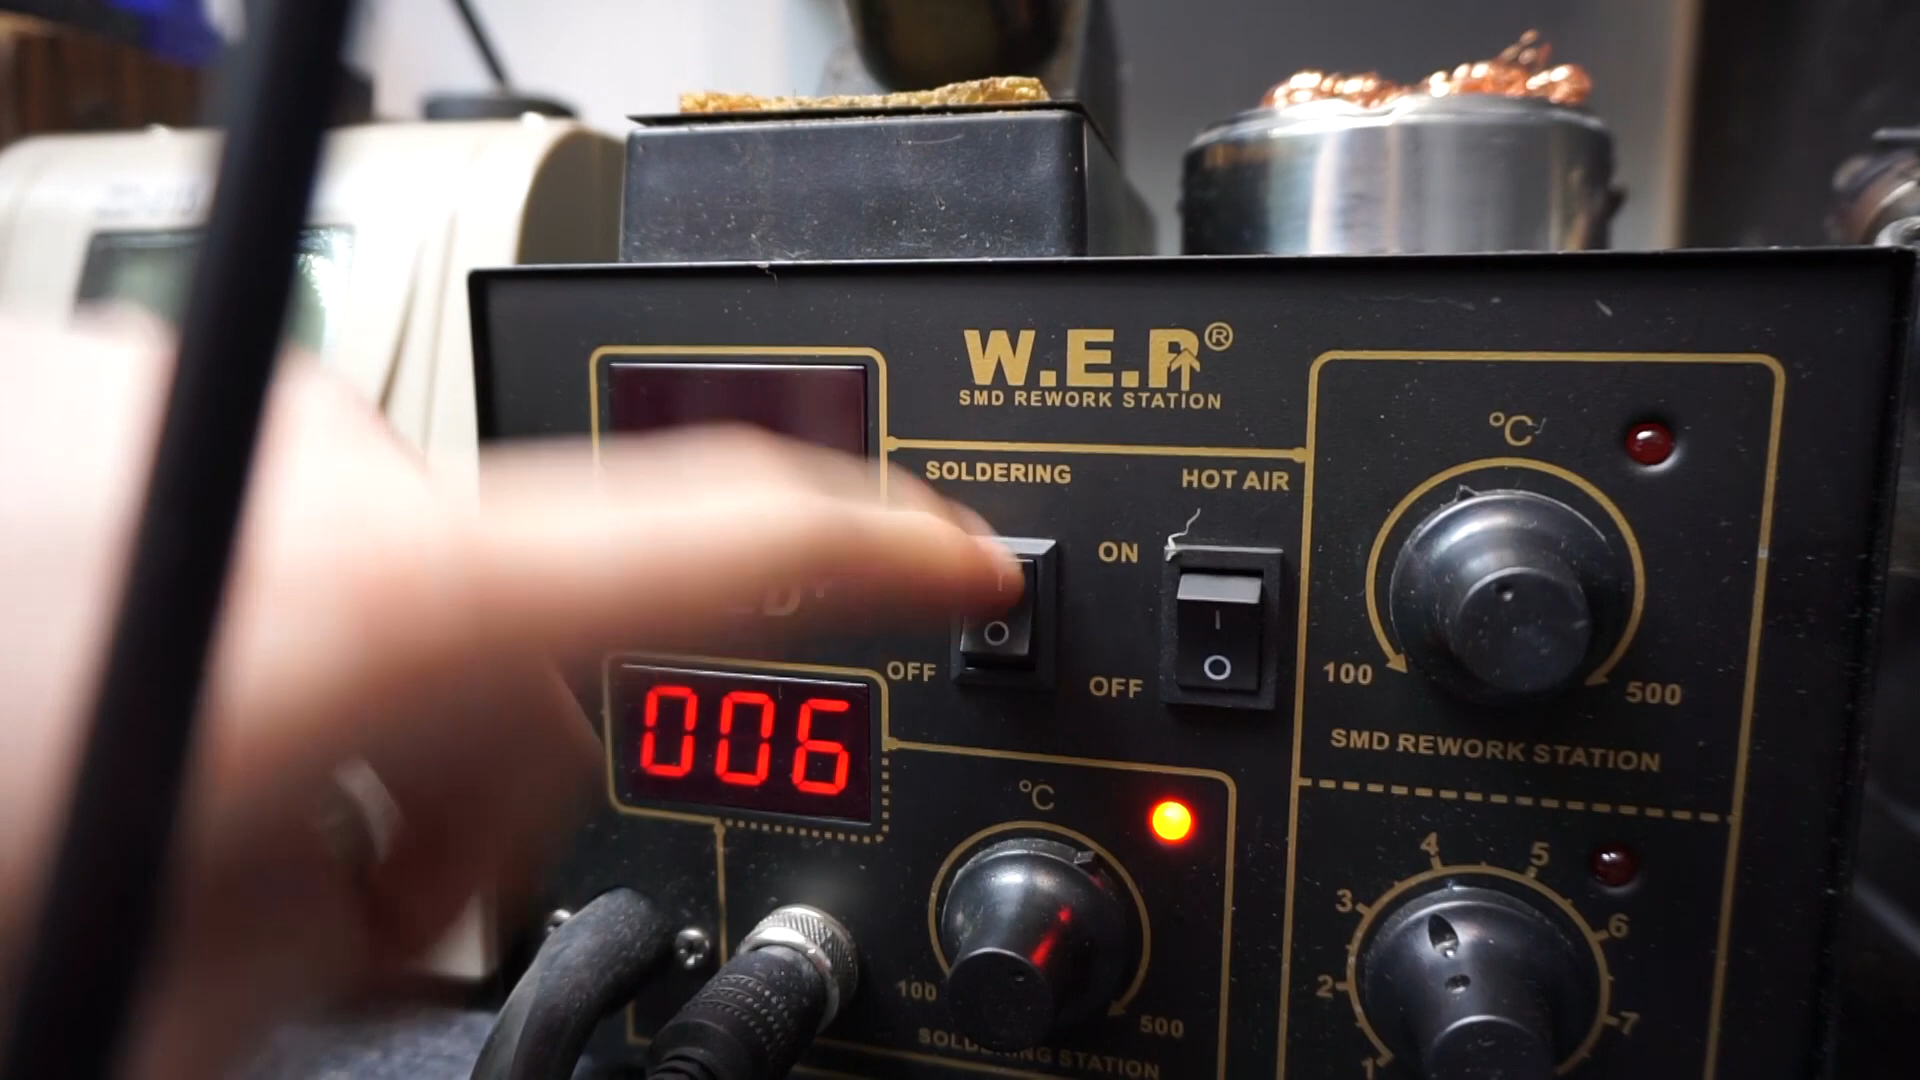 W.E.P®
SMD REWORK STATION
SOLDERING
HOT AIR
ON
OFF
OFF
006
°C
100
500
SMD REWORK STATION
°C
100
500
SOLDERING STATION
1
2
3
4
5
6
7